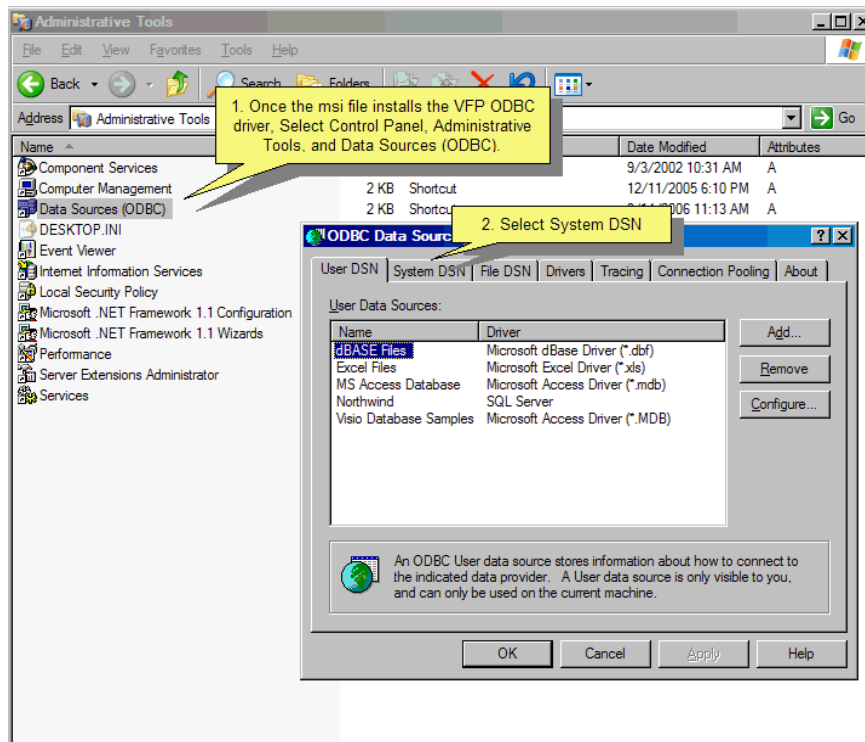 Administrative Tools
File Edit View Favorites Tools Help
Back Search Folders
Address Administrative Tools Go
1. Once the msi file installs the VFP ODBC
driver, Select Control Panel, Administrative
Tools, and Data Sources (ODBC).
Name Date Modified Attributes
Component Services 9/3/2002 10:31 AM A
Computer Management 2 KB Shortcut 12/11/2005 6:10 PM A
Data Sources (ODBC) 2 KB Shortcut 11:13 AM A
DESKTOP.INI
Event Viewer
Internet Information Services
Local Security Policy
Microsoft .NET Framework 1.1 Configuration
Microsoft .NET Framework 1.1 Wizards
Performance
Server Extensions Administrator
Services
2. Select System DSN
ODBC Data
User DSN System DSN File DSN Drivers Tracing Connection Pooling About
User Data Sources:
Name Driver
dBASE Files Microsoft dBase Driver (*.dbf)
Excel Files Microsoft Excel Driver (*.xls)
MS Access Database Microsoft Access Driver (*.mdb)
Northwind SQL Server
Visio Database Samples Microsoft Access Driver (*.MDB)
Add...
Remove
Configure...
An ODBC User data source stores information about how to connect to
the indicated data provider. A User data source is only visible to you,
and can only be used on the current machine.
OK Cancel Apply Help